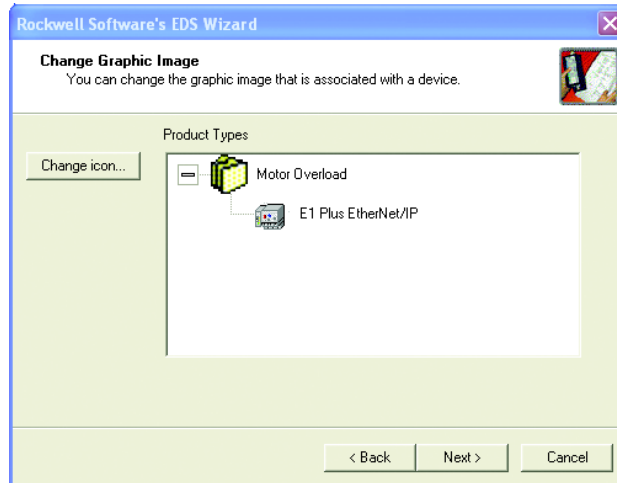 Rockwell Software's EDS Wizard
Change Graphic Image
You can change the graphic image that is associated with a device.
Product Types
Change icon...
Motor Overload
E1 Plus EtherNet/IP
< Back
Next >
Cancel